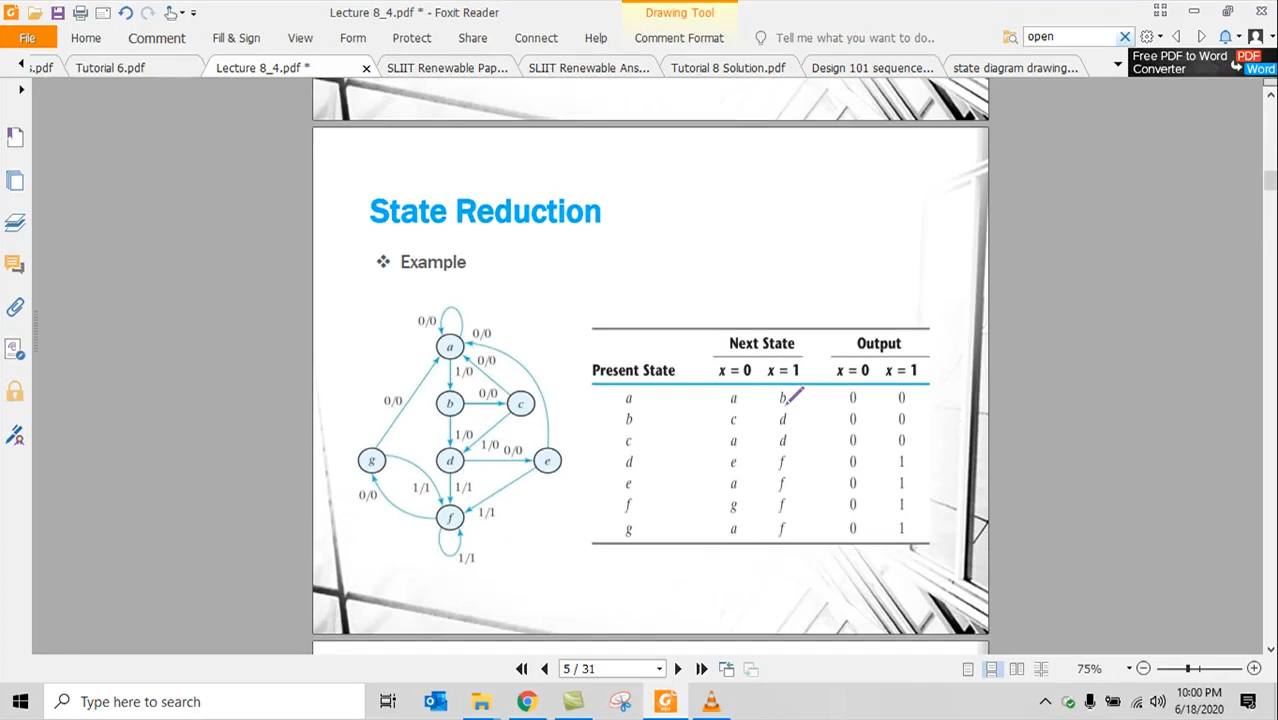 Lecture 8_4.pdf * - Foxit Reader
Drawing Tool
File Home Comment Fill & Sign View Form Protect Share Connect Help Comment Format Tell me what you want to do.. open
s.pdf Tutorial 6.pdf Lecture 8_4.pdf * SLIIT Renewable Pap... SLIIT Renewable Ans... Tutorial 8 Solution.pdf Design 101 sequence... state diagram drawing...
Free PDF to Word
Converter
PDF
Word
State Reduction
❖ Example
0/0
0/0
a
0/0
1/0
0/0
0/0
b
c
1/0
1/0
0/0
g
d
e
0/0
1/1
1/1
1/1
f
1/1
Next State Output
Present State x = 0 x = 1 x = 0 x = 1
a a b 0 0
b c d 0 0
c a d 0 0
d e f 0 1
e a f 0 1
f g f 0 1
g a f 0 1
5 / 31
75%
Type here to search
PDF
10:00 PM
6/18/2020